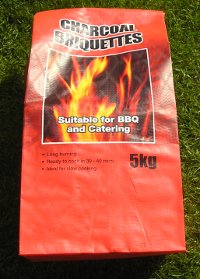 CHARCOAL
BRIQUETTES
Suitable for BBQ
and Catering
• Long burning
• Ready to cook in 30 - 40 mins
• Ideal for slow cooking
5kg